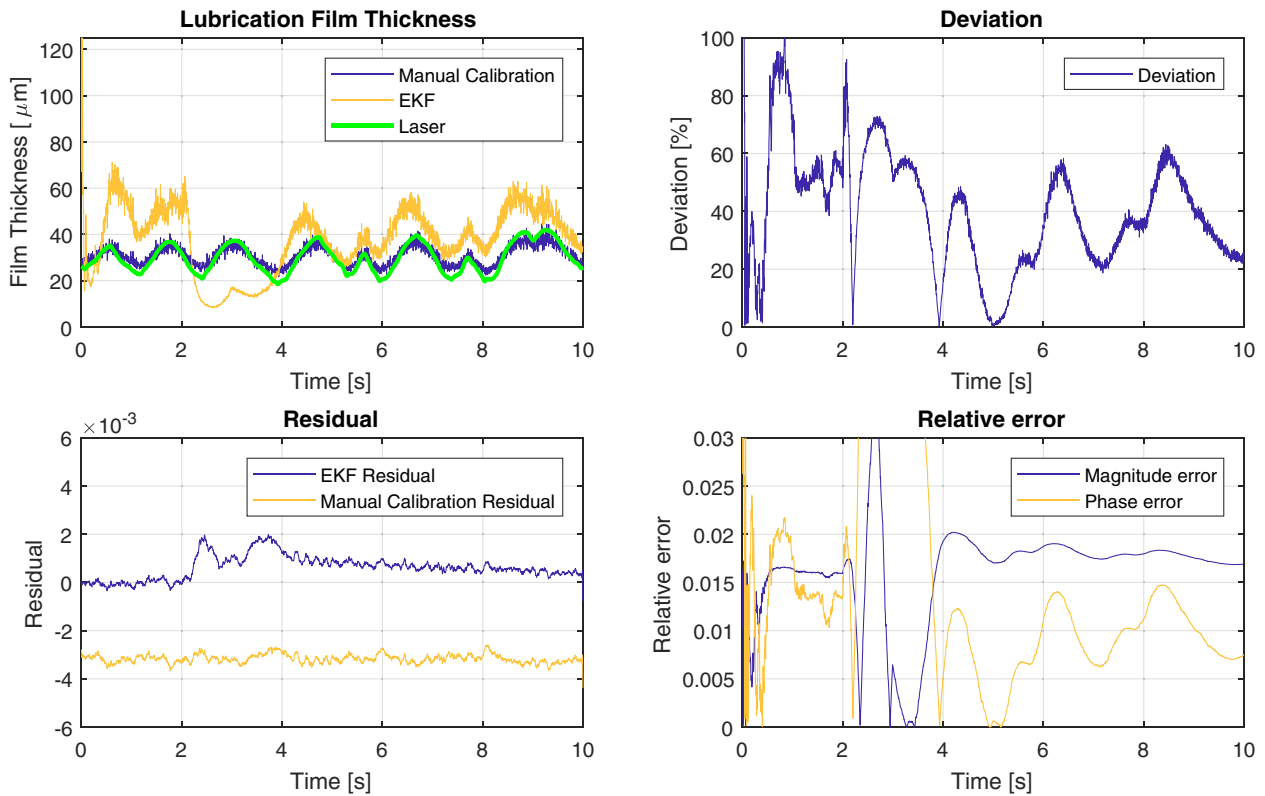 Lubrication Film Thickness
120
100
80
60
40
20
0
0 2 4 6 8 10
Film Thickness [ μm]
Time [s]
Manual Calibration
EKF
Laser
Deviation
100
80
60
40
20
0
0 2 4 6 8 10
Deviation [%]
Time [s]
Deviation
Residual
×10-3
6
4
2
0
-2
-4
-6
0 2 4 6 8 10
Residual
Time [s]
EKF Residual
Manual Calibration Residual
Relative error
0.03
0.025
0.02
0.015
0.01
0.005
0
0 2 4 6 8 10
Relative error
Time [s]
Magnitude error
Phase error